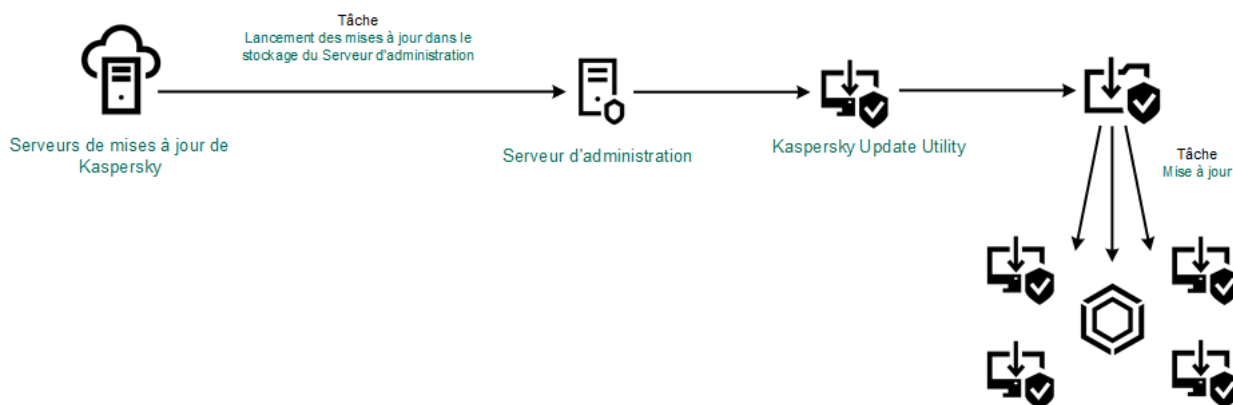 Tâche
Lancement des mises à jour dans le
stockage du Serveur d'administration
Serveurs de mises à jour de
Kaspersky
Serveur d'administration
Kaspersky Update Utility
Tâche
Mise à jour